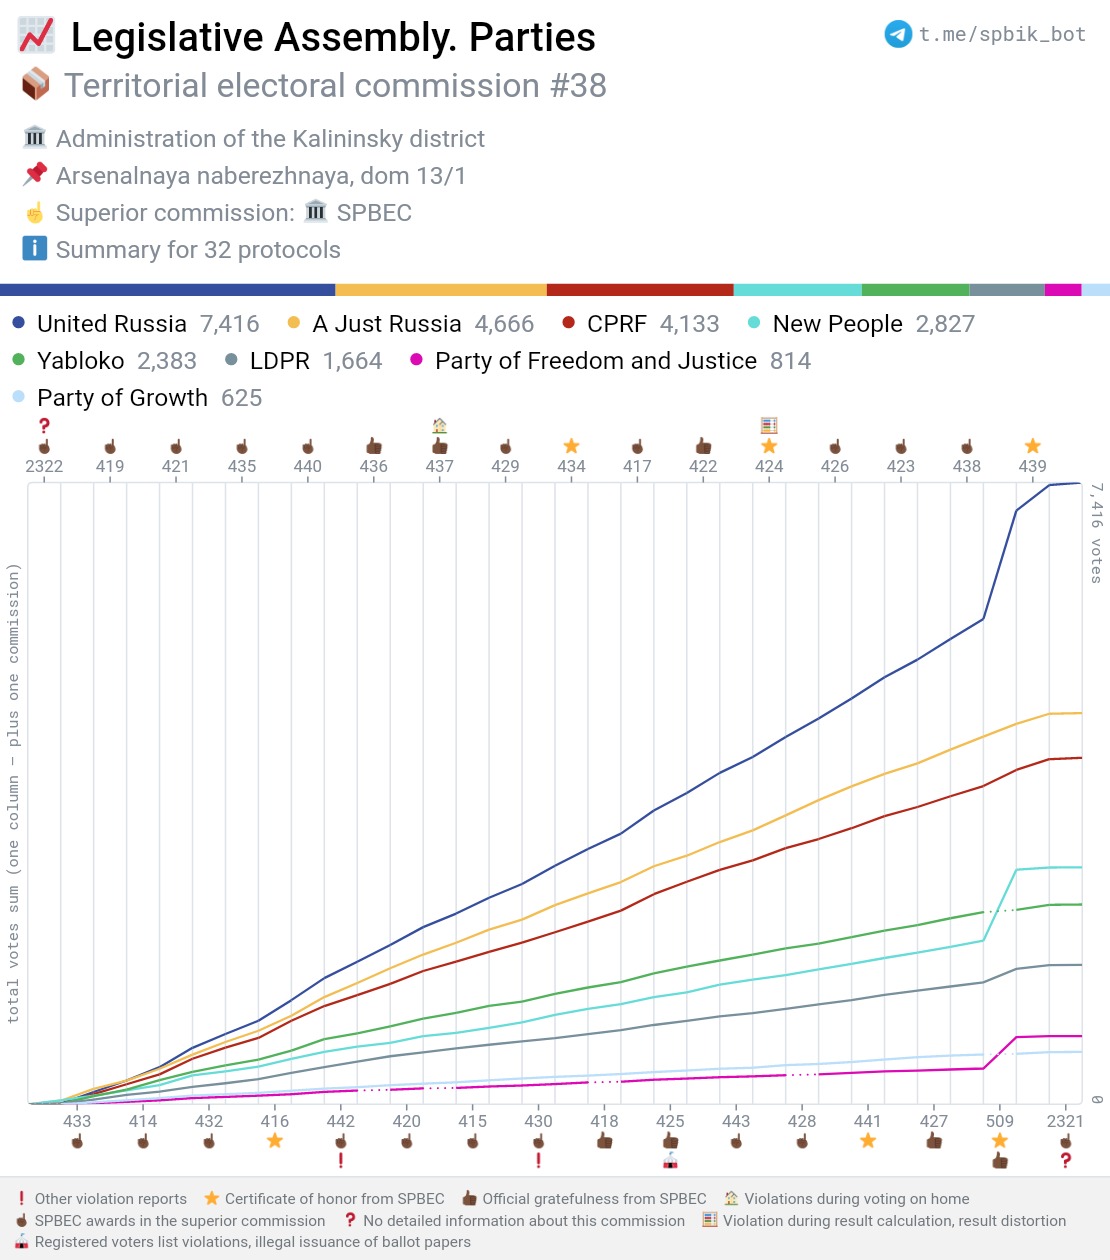 Legislative Assembly. Parties
t.me/spbik_bot
Territorial electoral commission #38
Administration of the Kalininsky district
Arsenalnaya naberezhnaya, dom 13/1
Superior commission: SPBEC
Summary for 32 protocols
United Russia 7,416 A Just Russia 4,666 CPRF 4,133 New People 2,827
Yabloko 2,383 LDPR 1,664 Party of Freedom and Justice 814
Party of Growth 625
2322 419 421 435 440 436 437 429 434 417 422 424 426 423 438 439
7,416 votes
total votes sum (one column — plus one commission)
0
433 414 432 416 442 420 415 430 418 425 443 428 441 427 509 2321
Other violation reports Certificate of honor from SPBEC Official gratefulness from SPBEC Violations during voting on home
SPBEC awards in the superior commission No detailed information about this commission Violation during result calculation, result distortion
Registered voters list violations, illegal issuance of ballot papers